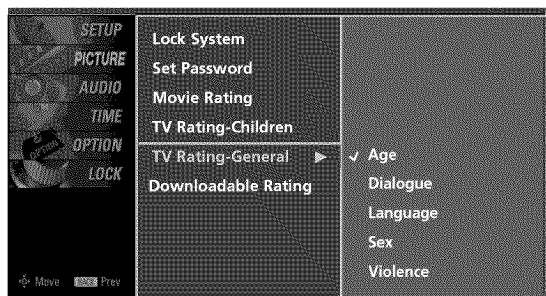 SETUP
PICTURE
AUDIO
TIME
OPTION
LOCK
Move Prev
Lock System
Set Password
Movie Rating
TV Rating-Children
TV Rating-General ▶
Downloadable Rating
✓ Age
Dialogue
Language
Sex
Violence